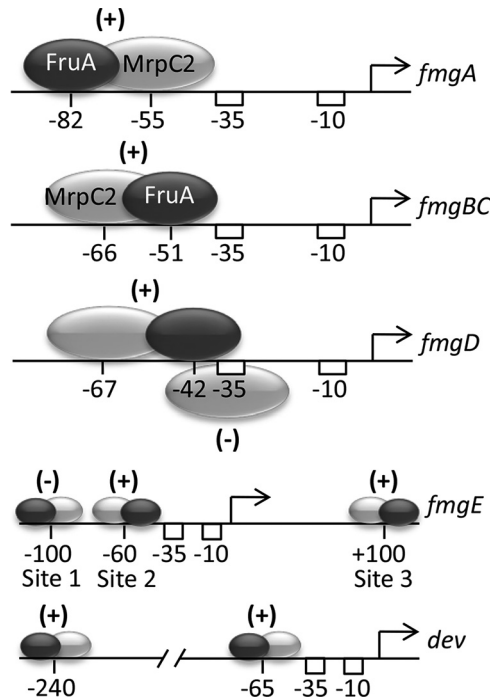 (+)
FruA MrpC2 fmgA
-82 -55 -35 -10
(+)
MrpC2 FruA fmgBC
-66 -51 -35 -10
(+)
fmgD
-67 -42 -35 -10
(-)
(-) (+) (+)
fmgE
-100 -60 -35 -10 +100
Site 1 Site 2 Site 3
(+) (+)
dev
-240 -65 -35 -10